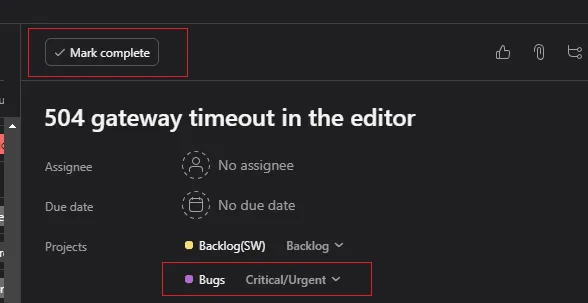 Mark complete
504 gateway timeout in the editor
Assignee No assignee
Due date No due date
Projects Backlog(SW) Backlog
Bugs Critical/Urgent